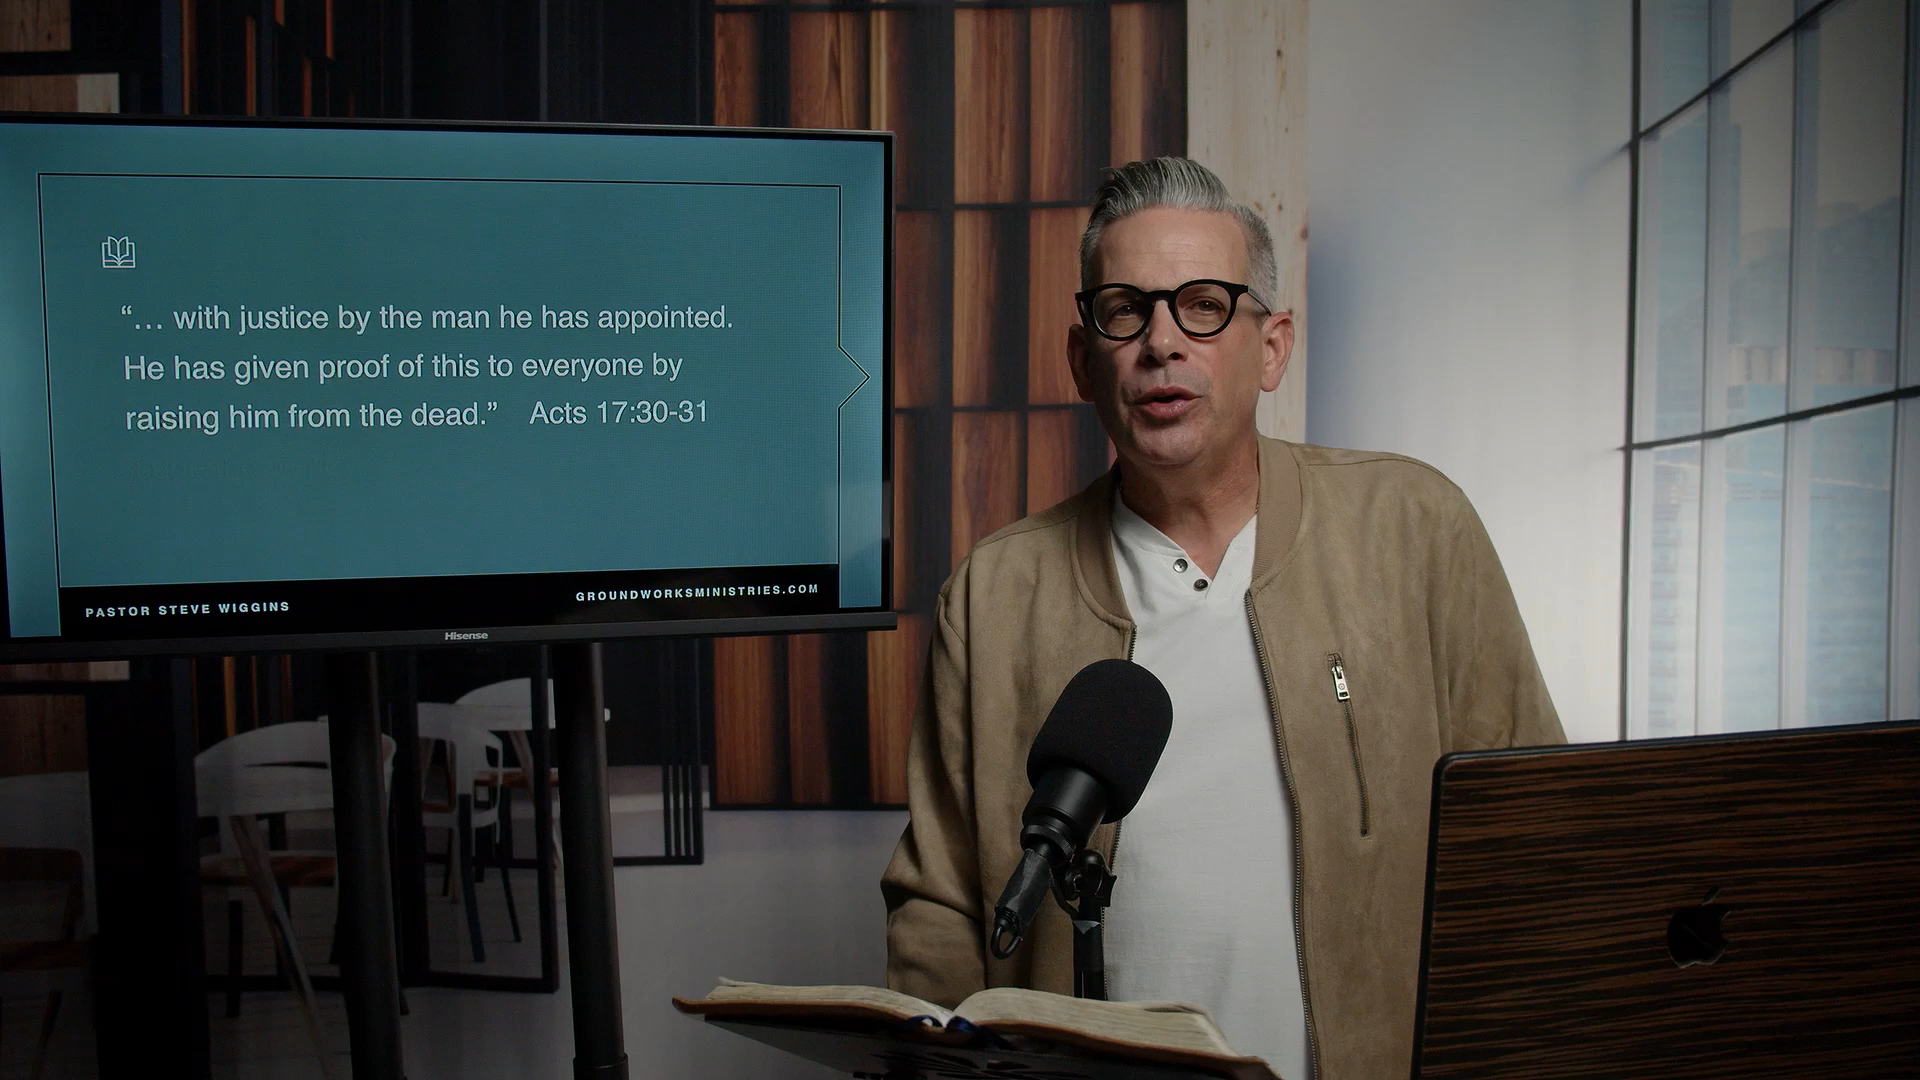 “… with justice by the man he has appointed.
He has given proof of this to everyone by
raising him from the dead.” Acts 17:30-31
PASTOR STEVE WIGGINS
GROUNDWORKSMINISTRIES.COM
Hisense